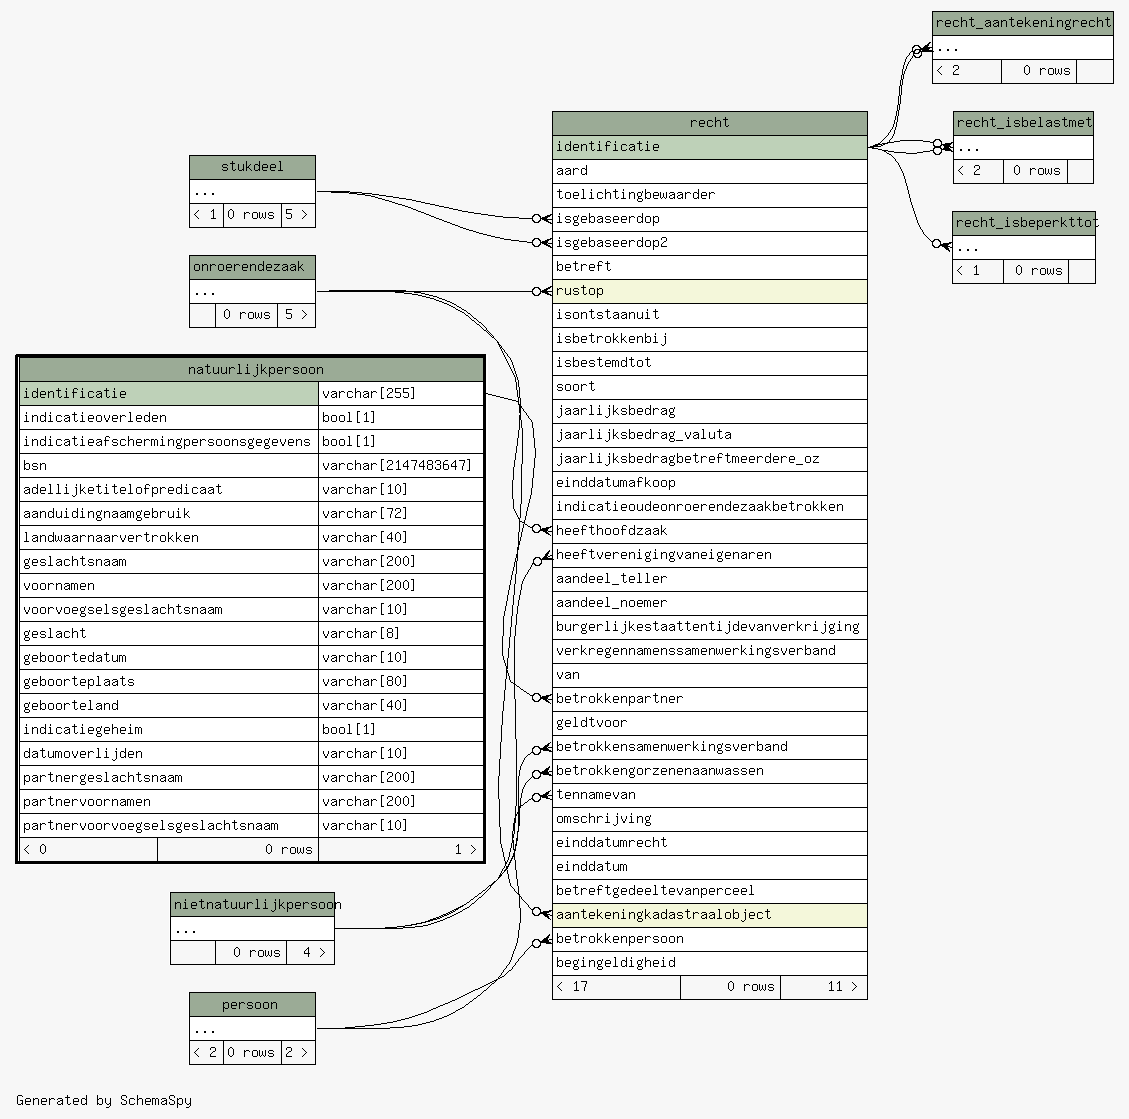 recht_aantekeningrecht
...
< 2 0 rows
recht_isbelastmet
...
< 2 0 rows
recht_isbeperkttot
...
< 1 0 rows
recht
identificatie
aard
toelichtingbewaarder
isgebaseerdop
isgebaseerdop2
betreft
rustop
isontstaanuit
isbetrokkenbij
isbestemdtot
soort
jaarlijksbedrag
jaarlijksbedrag_valuta
jaarlijksbedragbetreftmeerdere_oz
einddatumafkoop
indicatieoudeonroerendezaakbetrokken
heefthoofdzaak
heeftverenigingvaneigenaren
aandeel_teller
aandeel_noemer
burgerlijkestaattentijdevanverkrijging
verkregennamenssamenwerkingsverband
van
betrokkenpartner
geldtvoor
betrokkensamenwerkingsverband
betrokkengorzenenaanwassen
tennamevan
omschrijving
einddatumrecht
einddatum
betreftgedeeltevanperceel
aantekeningkadastraalobject
betrokkenpersoon
begingeldigheid
< 17 0 rows 11 >
stukdeel
...
< 1 0 rows 5 >
onroerendezaak
...
0 rows 5 >
natuurlijkpersoon
identificatie varchar[255]
indicatieoverleden bool[1]
indicatieafschermingpersoonsgegevens bool[1]
bsn varchar[2147483647]
adellijketitelofpredicaat varchar[10]
aanduidingnaamgebruik varchar[72]
landwaarnaarvertrokken varchar[40]
geslachtsnaam varchar[200]
voornamen varchar[200]
voorvoegselsgeslachtsnaam varchar[10]
geslacht varchar[8]
geboortedatum varchar[10]
geboorteplaats varchar[80]
geboorteland varchar[40]
indicatiegeheim bool[1]
datumoverlijden varchar[10]
partnergeslachtsnaam varchar[200]
partnervoornamen varchar[200]
partnervoorvoegselsgeslachtsnaam varchar[10]
< 0 0 rows 1 >
nietnatuurlijkpersoon
...
0 rows 4 >
persoon
...
< 2 0 rows 2 >
Generated by SchemaSpy